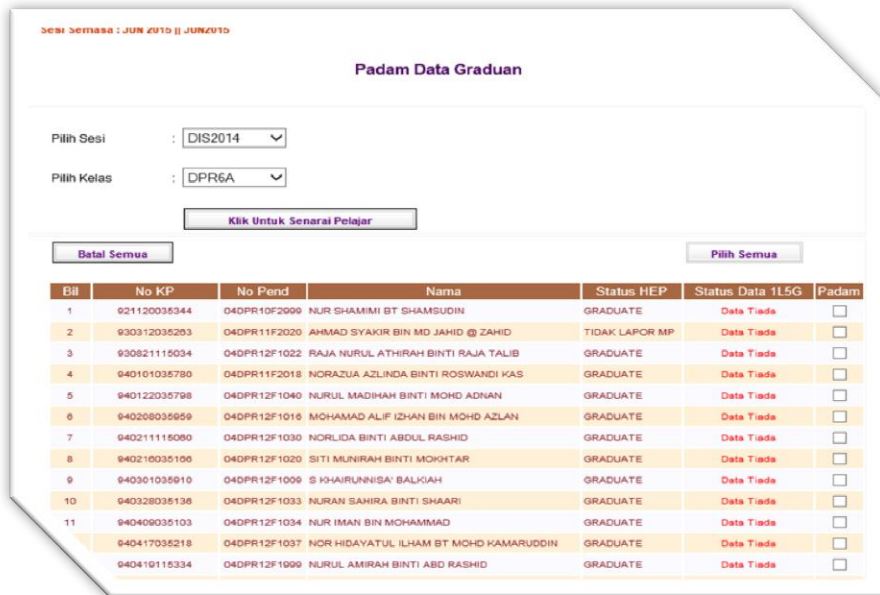 Sesi Semasa : JUN 2015 || JUN2015
Padam Data Graduan
Pilih Sesi : DIS2014
Pilih Kelas : DPR6A
Klik Untuk Senarai Pelajar
Batal Semua Pilih Semua
Bil No KP No Pend Nama Status HEP Status Data 1L5G Padam
1 921120035344 04DPR10F2999 NUR SHAMIMI BT SHAMSUDIN GRADUATE Data Tiada
2 930312035263 04DPR11F2020 AHMAD SYAKIR BIN MD JAHID @ ZAHID TIDAK LAPOR MP Data Tiada
3 930821115034 04DPR12F1022 RAJA NURUL ATHIRAH BINTI RAJA TALIB GRADUATE Data Tiada
4 940101035780 04DPR11F2018 NORAZUA AZLINDA BINTI ROSWANDI KAS GRADUATE Data Tiada
5 940122035798 04DPR12F1040 NURUL MADIHAH BINTI MOHD ADNAN GRADUATE Data Tiada
6 940208035959 04DPR12F1016 MOHAMAD ALIF IZHAN BIN MOHD AZLAN GRADUATE Data Tiada
7 940211115060 04DPR12F1030 NORLIDA BINTI ABDUL RASHID GRADUATE Data Tiada
8 940216035166 04DPR12F1020 SITI MUNIRAH BINTI MOKHTAR GRADUATE Data Tiada
9 940301035910 04DPR12F1009 S KHAIRUNNISA' BALKIAH GRADUATE Data Tiada
10 940328035136 04DPR12F1033 NURAN SAHIRA BINTI SHAARI GRADUATE Data Tiada
11 940409035103 04DPR12F1034 NUR IMAN BIN MOHAMMAD GRADUATE Data Tiada
940417035218 04DPR12F1037 NOR HIDAYATUL ILHAM BT MOHD KAMARUDDIN GRADUATE Data Tiada
940419115334 04DPR12F1999 NURUL AMIRAH BINTI ABD RASHID GRADUATE Data Tiada